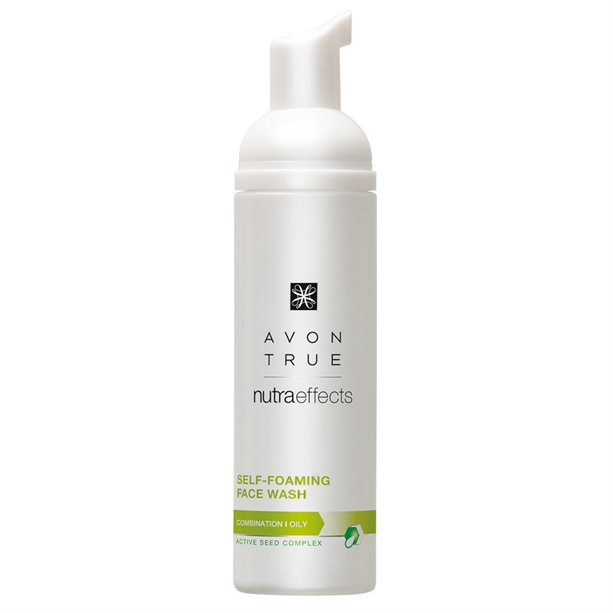 AVON
TRUE
nutraeffects
SELF-FOAMING
FACE WASH
COMBINATION | OILY
ACTIVE SEED COMPLEX